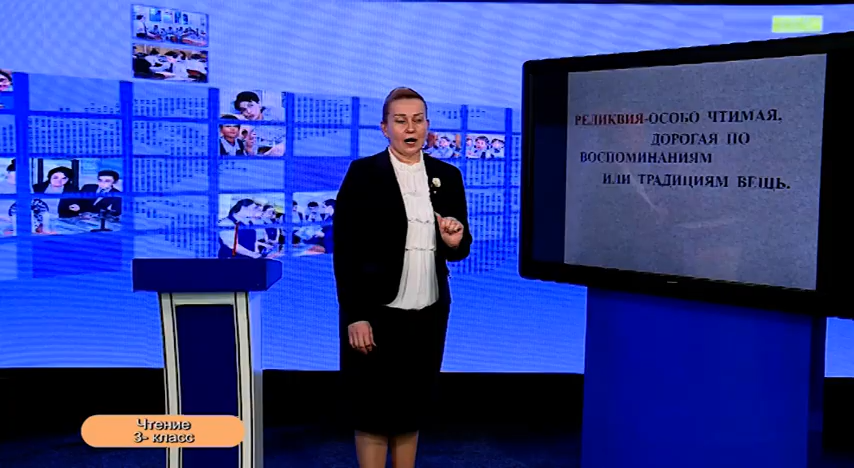 РЕЛИКВИЯ-ОСОБО ЧТИМАЯ,
ДОРОГАЯ ПО
ВОСПОМИНАНИЯМ
ИЛИ ТРАДИЦИЯМ ВЕЩЬ.
Чтение
3- класс